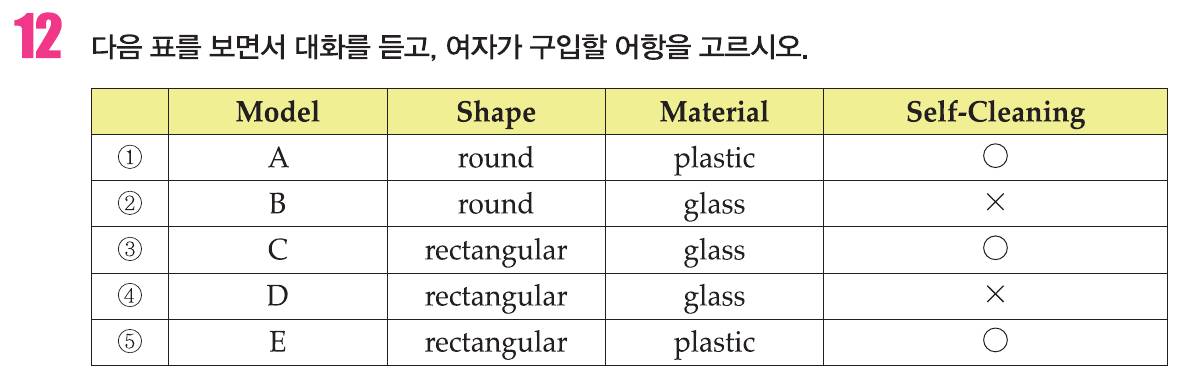 12 다음 표를 보면서 대화를 듣고, 여자가 구입할 어항을 고르시오.
Model Shape Material Self-Cleaning
① A round plastic ○
② B round glass ×
③ C rectangular glass ○
④ D rectangular glass ×
⑤ E rectangular plastic ○